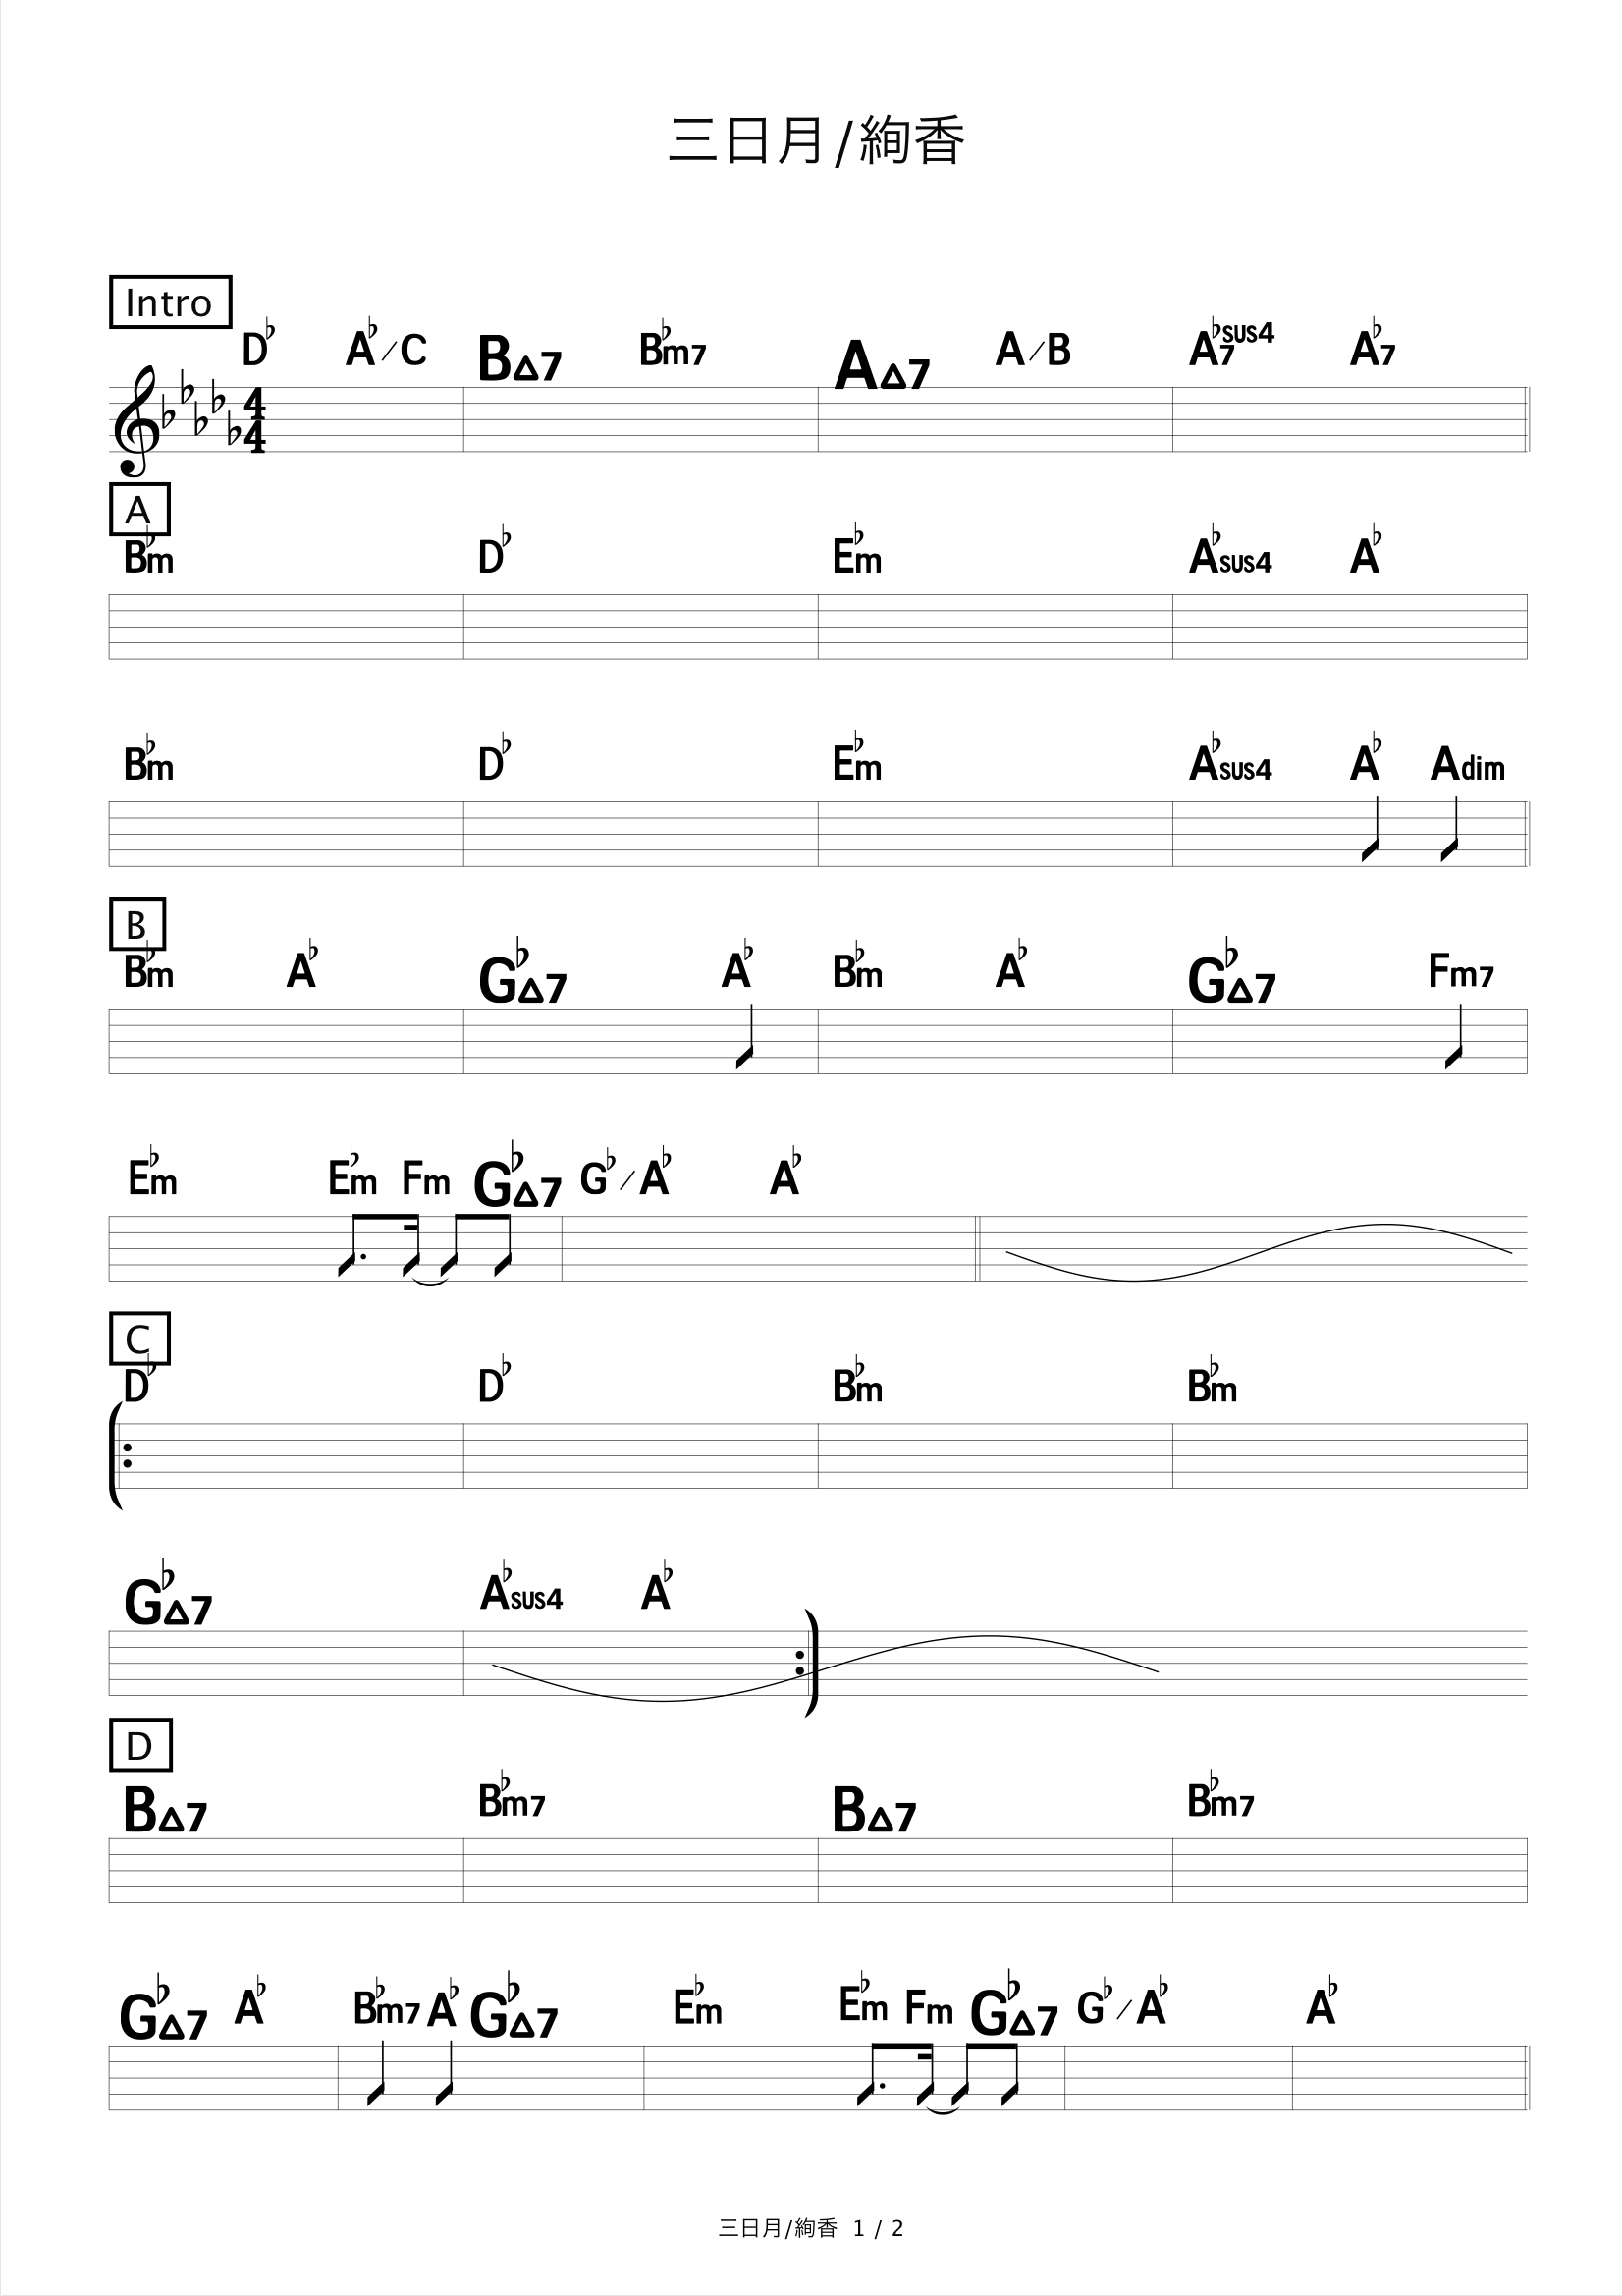 三日月/絢香
Intro
D♭ A♭/C B△7 B♭m7 A△7 A/B A♭7sus4 A♭7
4
4
A
B♭m D♭ E♭m A♭sus4 A♭
B♭m D♭ E♭m A♭sus4 A♭ Adim
B
B♭m A♭ G♭△7 A♭ B♭m A♭ G♭△7 Fm7
E♭m E♭m Fm G♭△7 G♭/A♭ A♭
C
D♭ D♭ B♭m B♭m
G♭△7 A♭sus4 A♭
D
B△7 B♭m7 B△7 B♭m7
G♭△7 A♭ B♭m7 A♭ G♭△7 E♭m E♭m Fm G♭△7 G♭/A♭ A♭
三日月/絢香 1 / 2